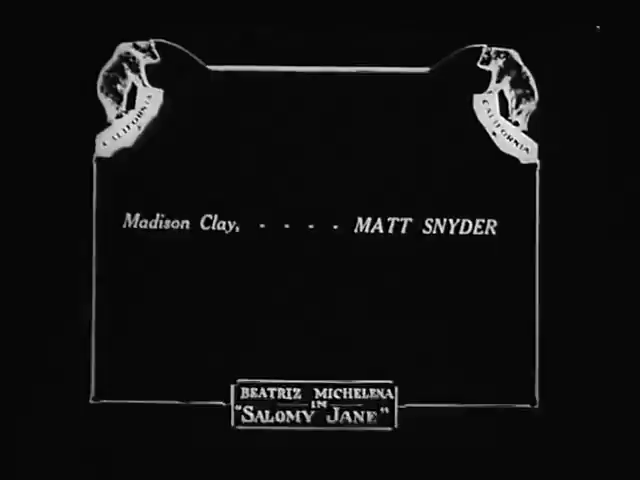 CALIFORNIA
CALIFORNIA
Madison Clay, . . . . MATT SNYDER
BEATRIZ MICHELENA
IN
"SALOMY JANE"